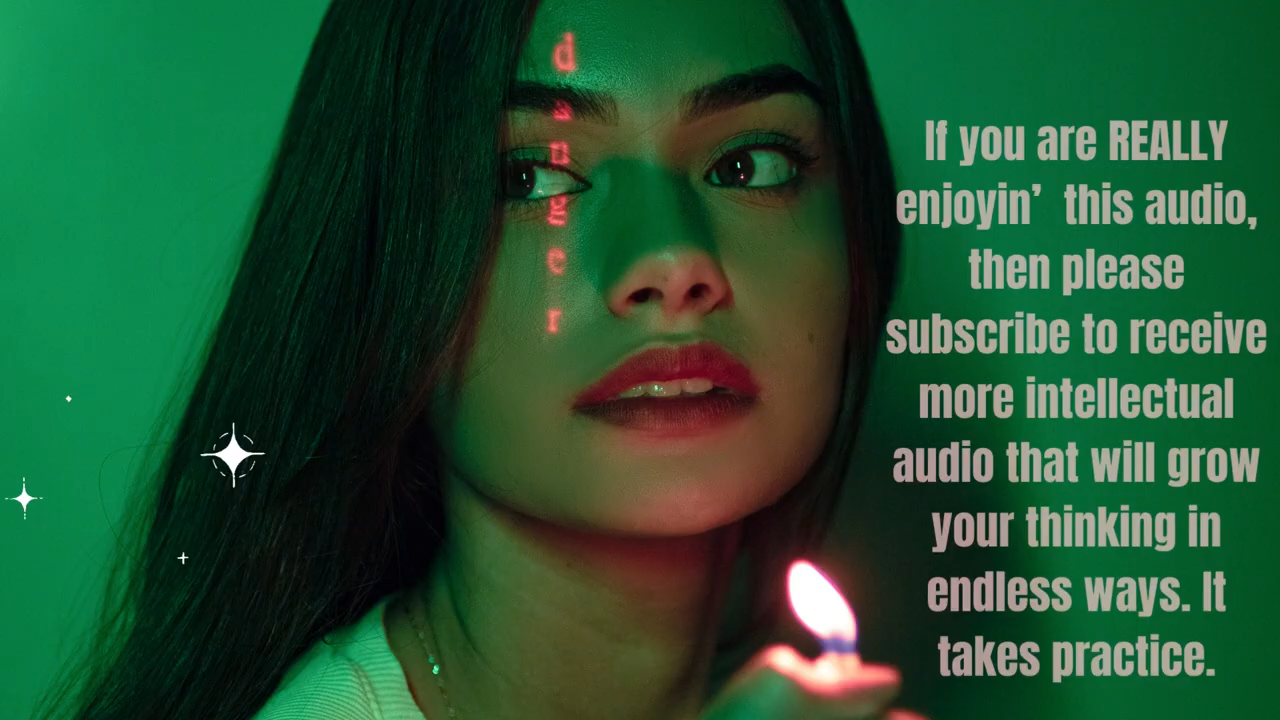 d
a
n
g
e
r
If you are REALLY
enjoyin’ this audio,
then please
subscribe to receive
more intellectual
audio that will grow
your thinking in
endless ways. It
takes practice.